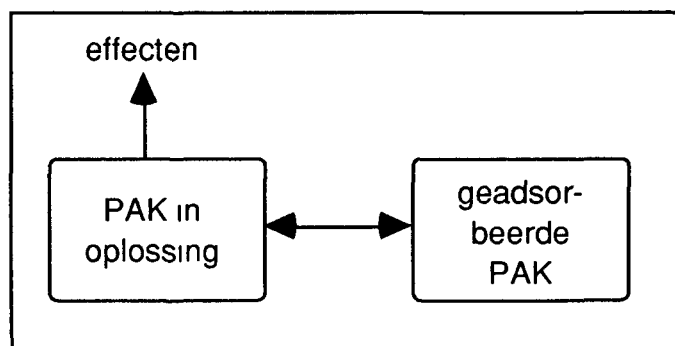 effecten
PAK in
oplossing
geadsor-
beerde
PAK